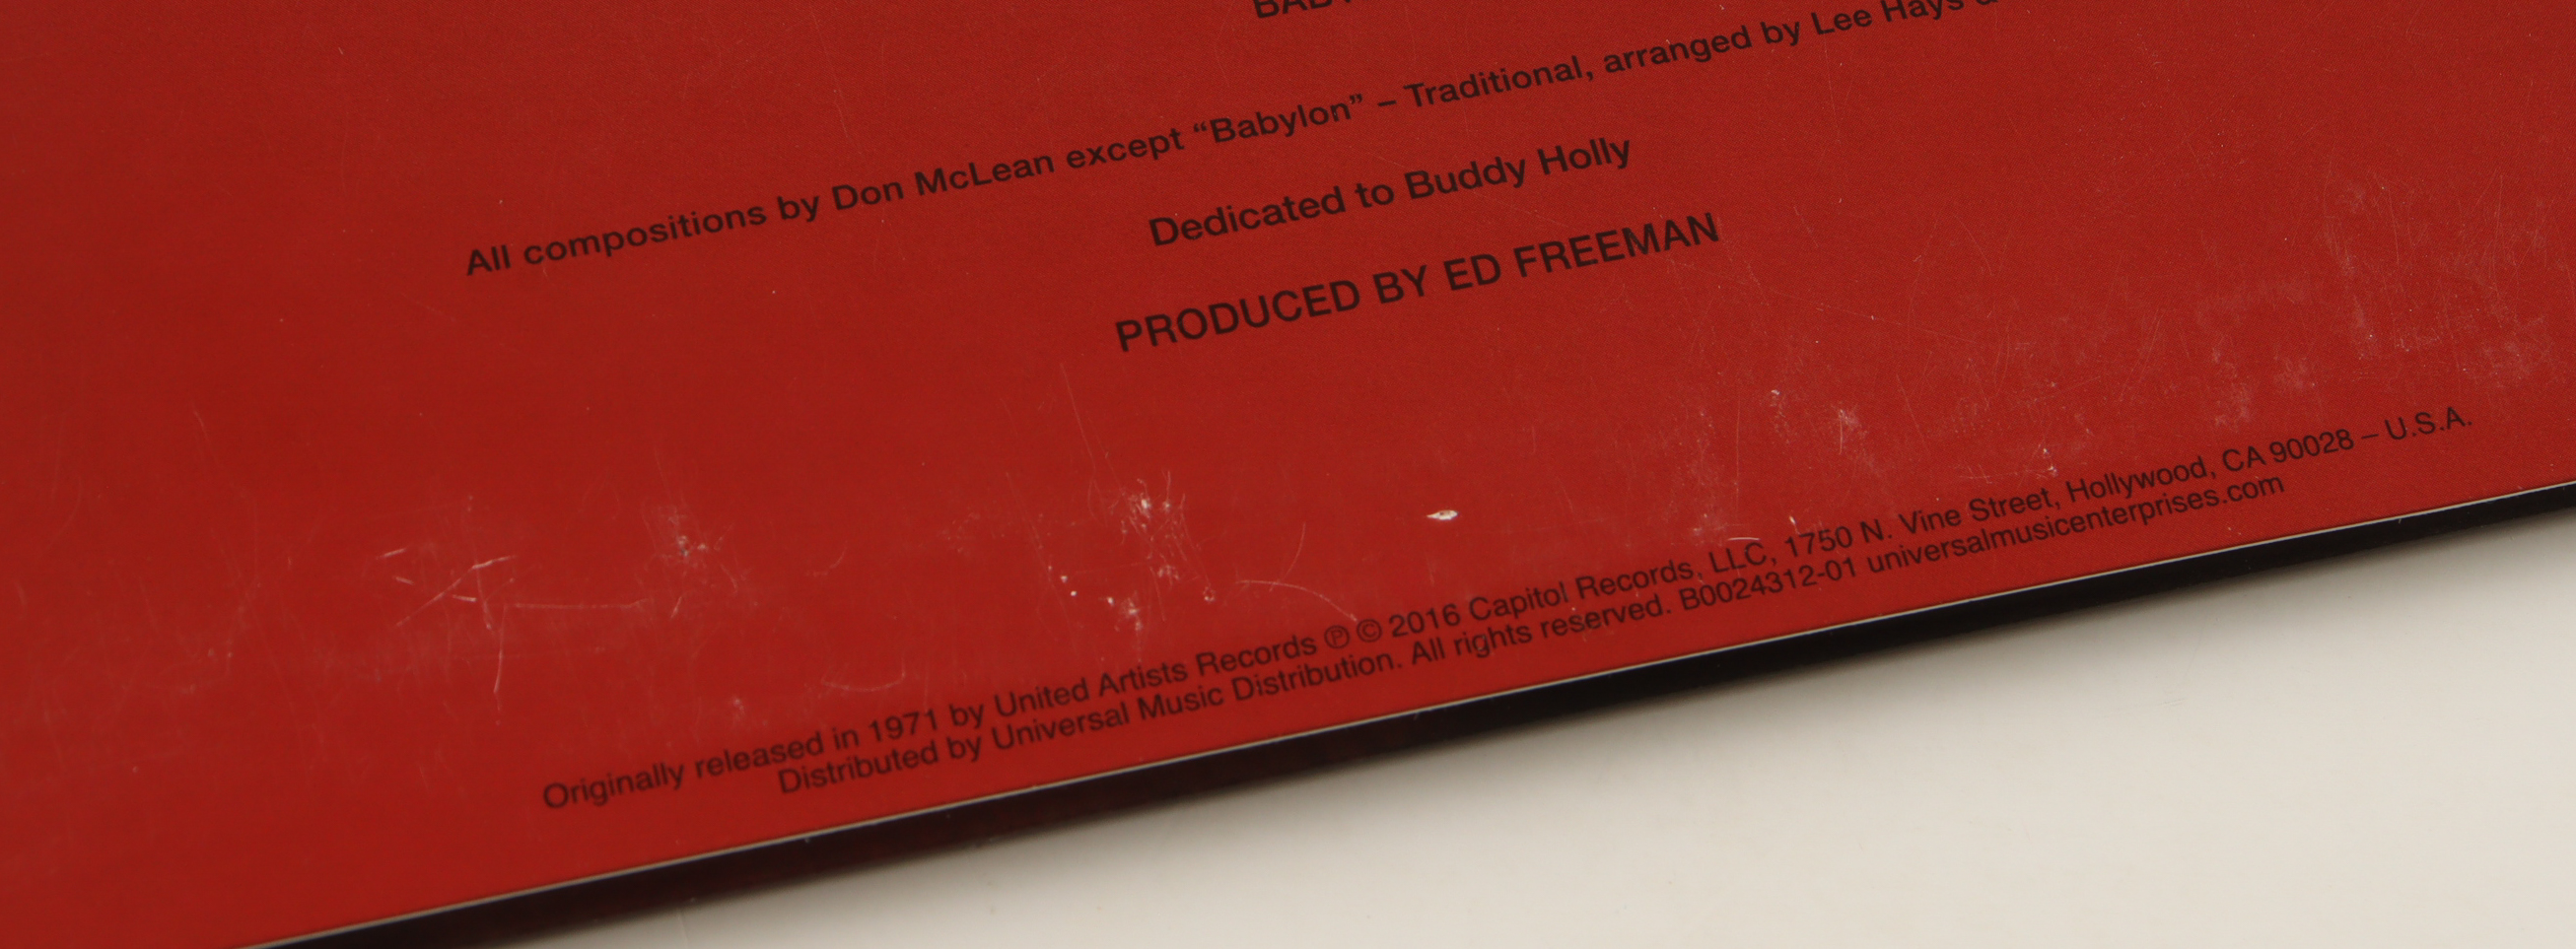 All compositions by Don McLean except “Babylon” – Traditional, arranged by Lee Hays
Dedicated to Buddy Holly
PRODUCED BY ED FREEMAN
Originally released in 1971 by United Artists Records ℗ © 2016 Capitol Records, LLC, 1750 N. Vine Street, Hollywood, CA 90028 – U.S.A.
Distributed by Universal Music Distribution. All rights reserved. B0024312-01 universalmusicenterprises.com